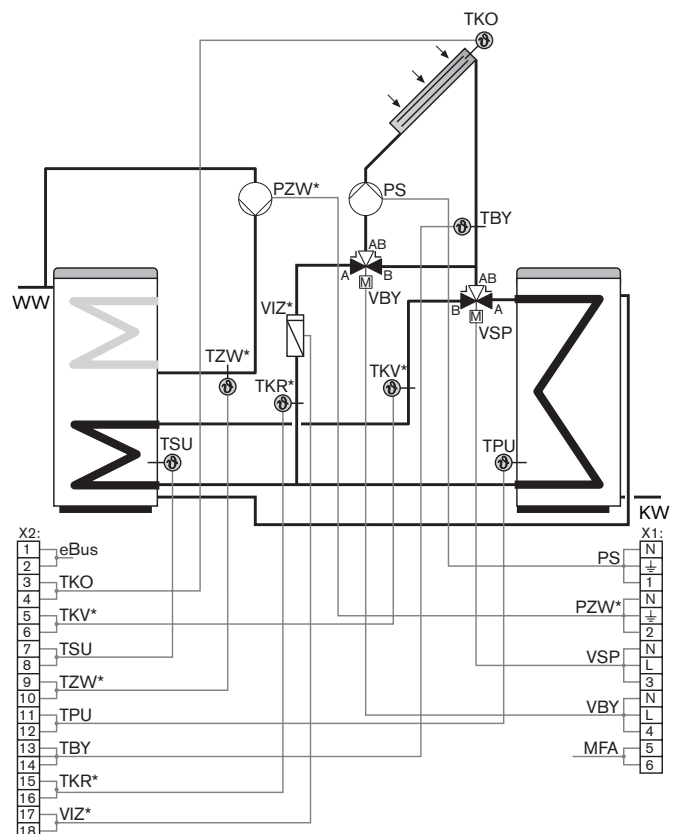 TKO
PZW*
PS
TBY
AB
A
B
M
VBY
AB
B
A
M
VSP
WW
VIZ*
TZW*
TKR*
TKV*
TSU
TPU
KW
X2:
1
2
eBus
3
4
TKO
5
6
TKV*
7
8
TSU
9
10
TZW*
11
12
TPU
13
14
TBY
15
16
TKR*
17
18
VIZ*
X1:
PS
N
1
PZW*
N
2
VSP
N
L
3
VBY
N
L
4
MFA
5
6